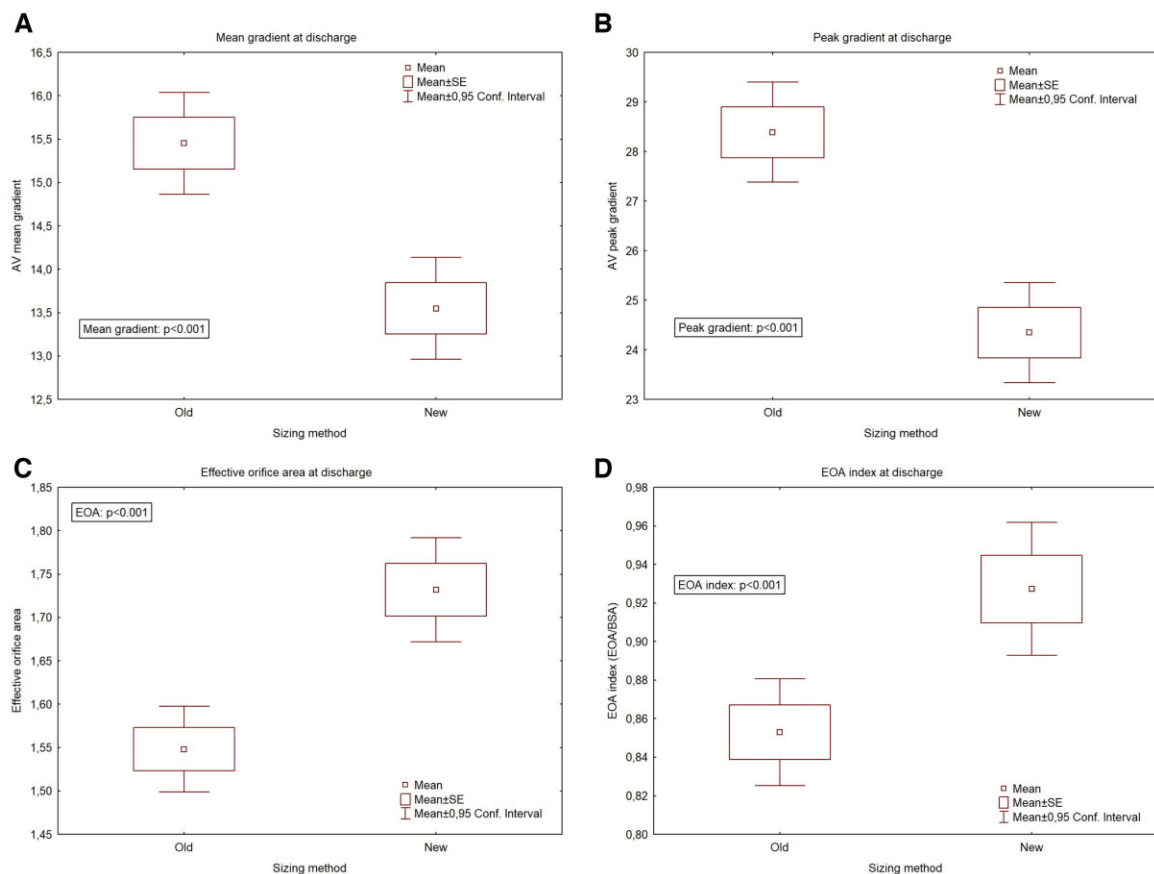 A
Mean gradient at discharge
16,5
16,0
15,5
15,0
14,5
14,0
13,5
13,0
12,5
AV mean gradient
Mean
Mean±SE
Mean±0,95 Conf. Interval
Mean gradient: p<0.001
Old
New
Sizing method
B
Peak gradient at discharge
30
29
28
27
26
25
24
23
AV peak gradient
Mean
Mean±SE
Mean±0,95 Conf. Interval
Peak gradient: p<0.001
Old
New
Sizing method
C
Effective orifice area at discharge
1,85
1,80
1,75
1,70
1,65
1,60
1,55
1,50
1,45
Effective orifice area
EOA: p<0.001
Mean
Mean±SE
Mean±0,95 Conf. Interval
Old
New
Sizing method
D
EOA index at discharge
0,98
0,96
0,94
0,92
0,90
0,88
0,86
0,84
0,82
0,80
EOA index (EOA/BSA)
EOA index: p<0.001
Mean
Mean±SE
Mean±0,95 Conf. Interval
Old
New
Sizing method